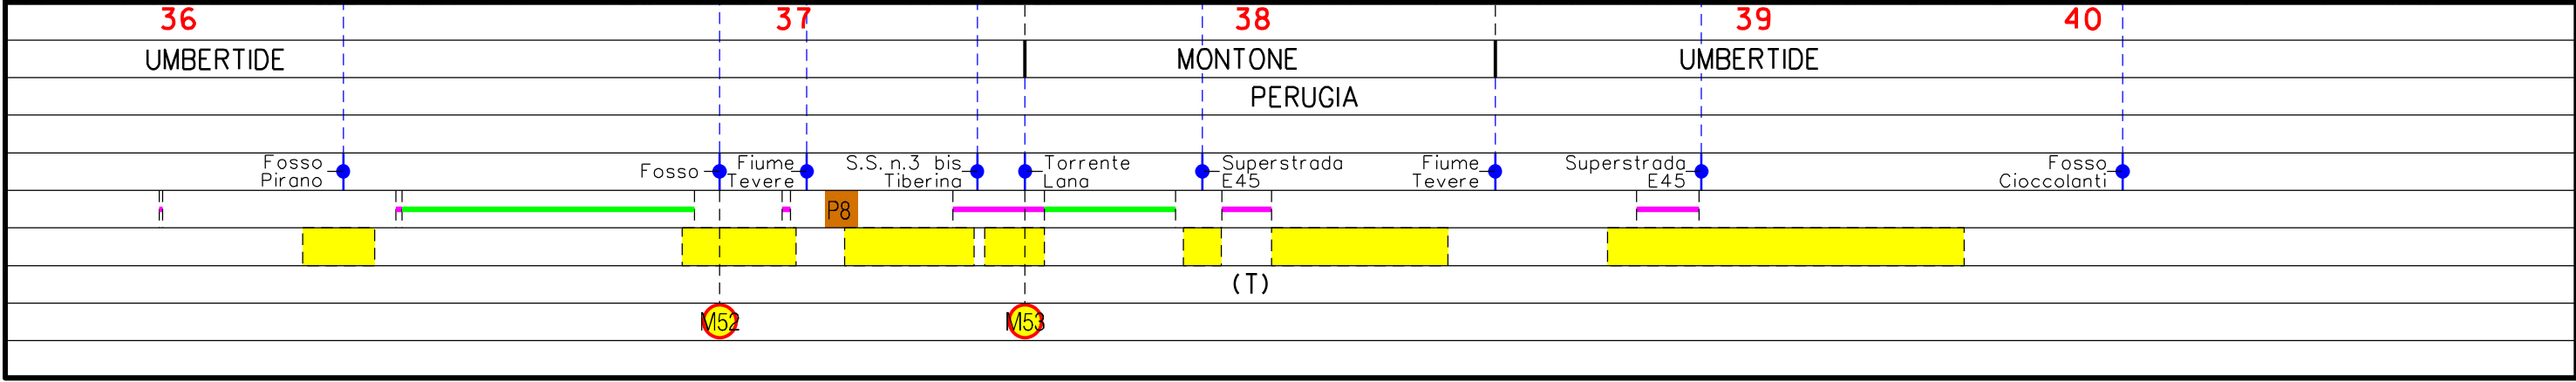 36 37 38 39 40
UMBERTIDE MONTONE UMBERTIDE
PERUGIA
Fosso
Pirano
Fosso
Fiume
Tevere
S.S. n.3 bis
Tiberina
Torrente
Lana
Superstrada
E45
Fiume
Tevere
Superstrada
E45
Fosso
Cioccolanti
P8
(T)
M52 M53